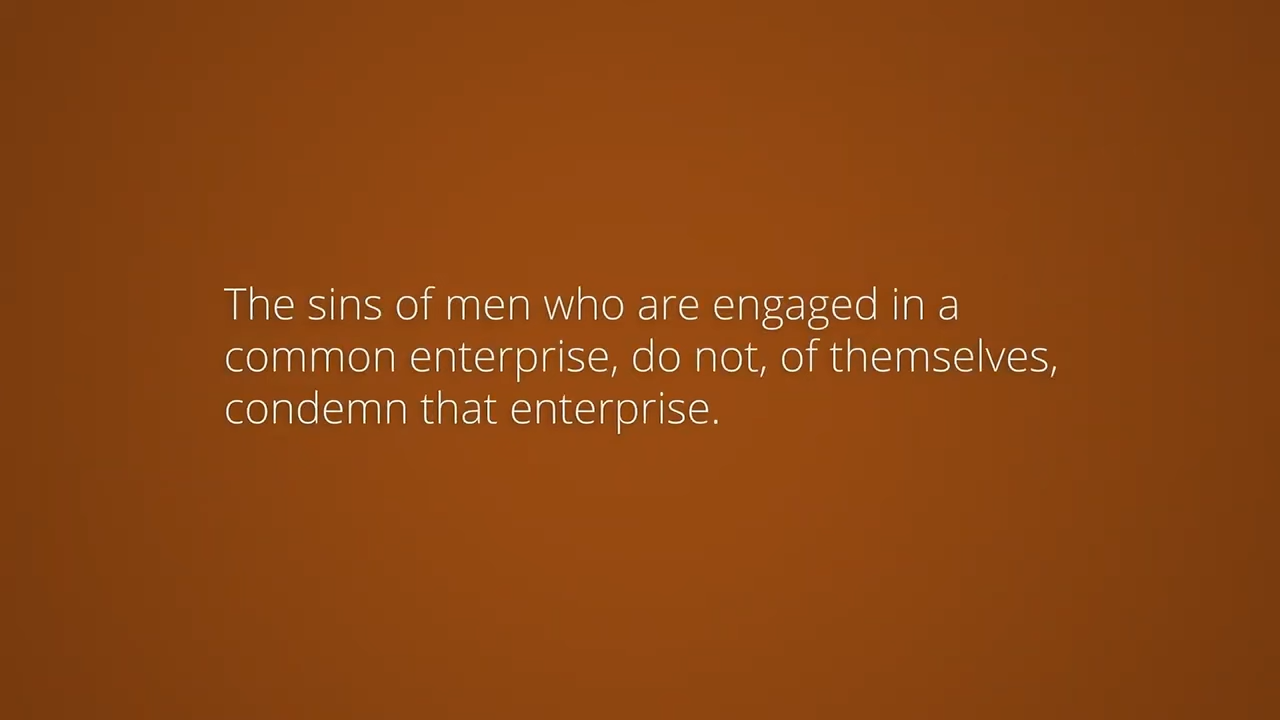 The sins of men who are engaged in a
common enterprise, do not, of themselves,
condemn that enterprise.